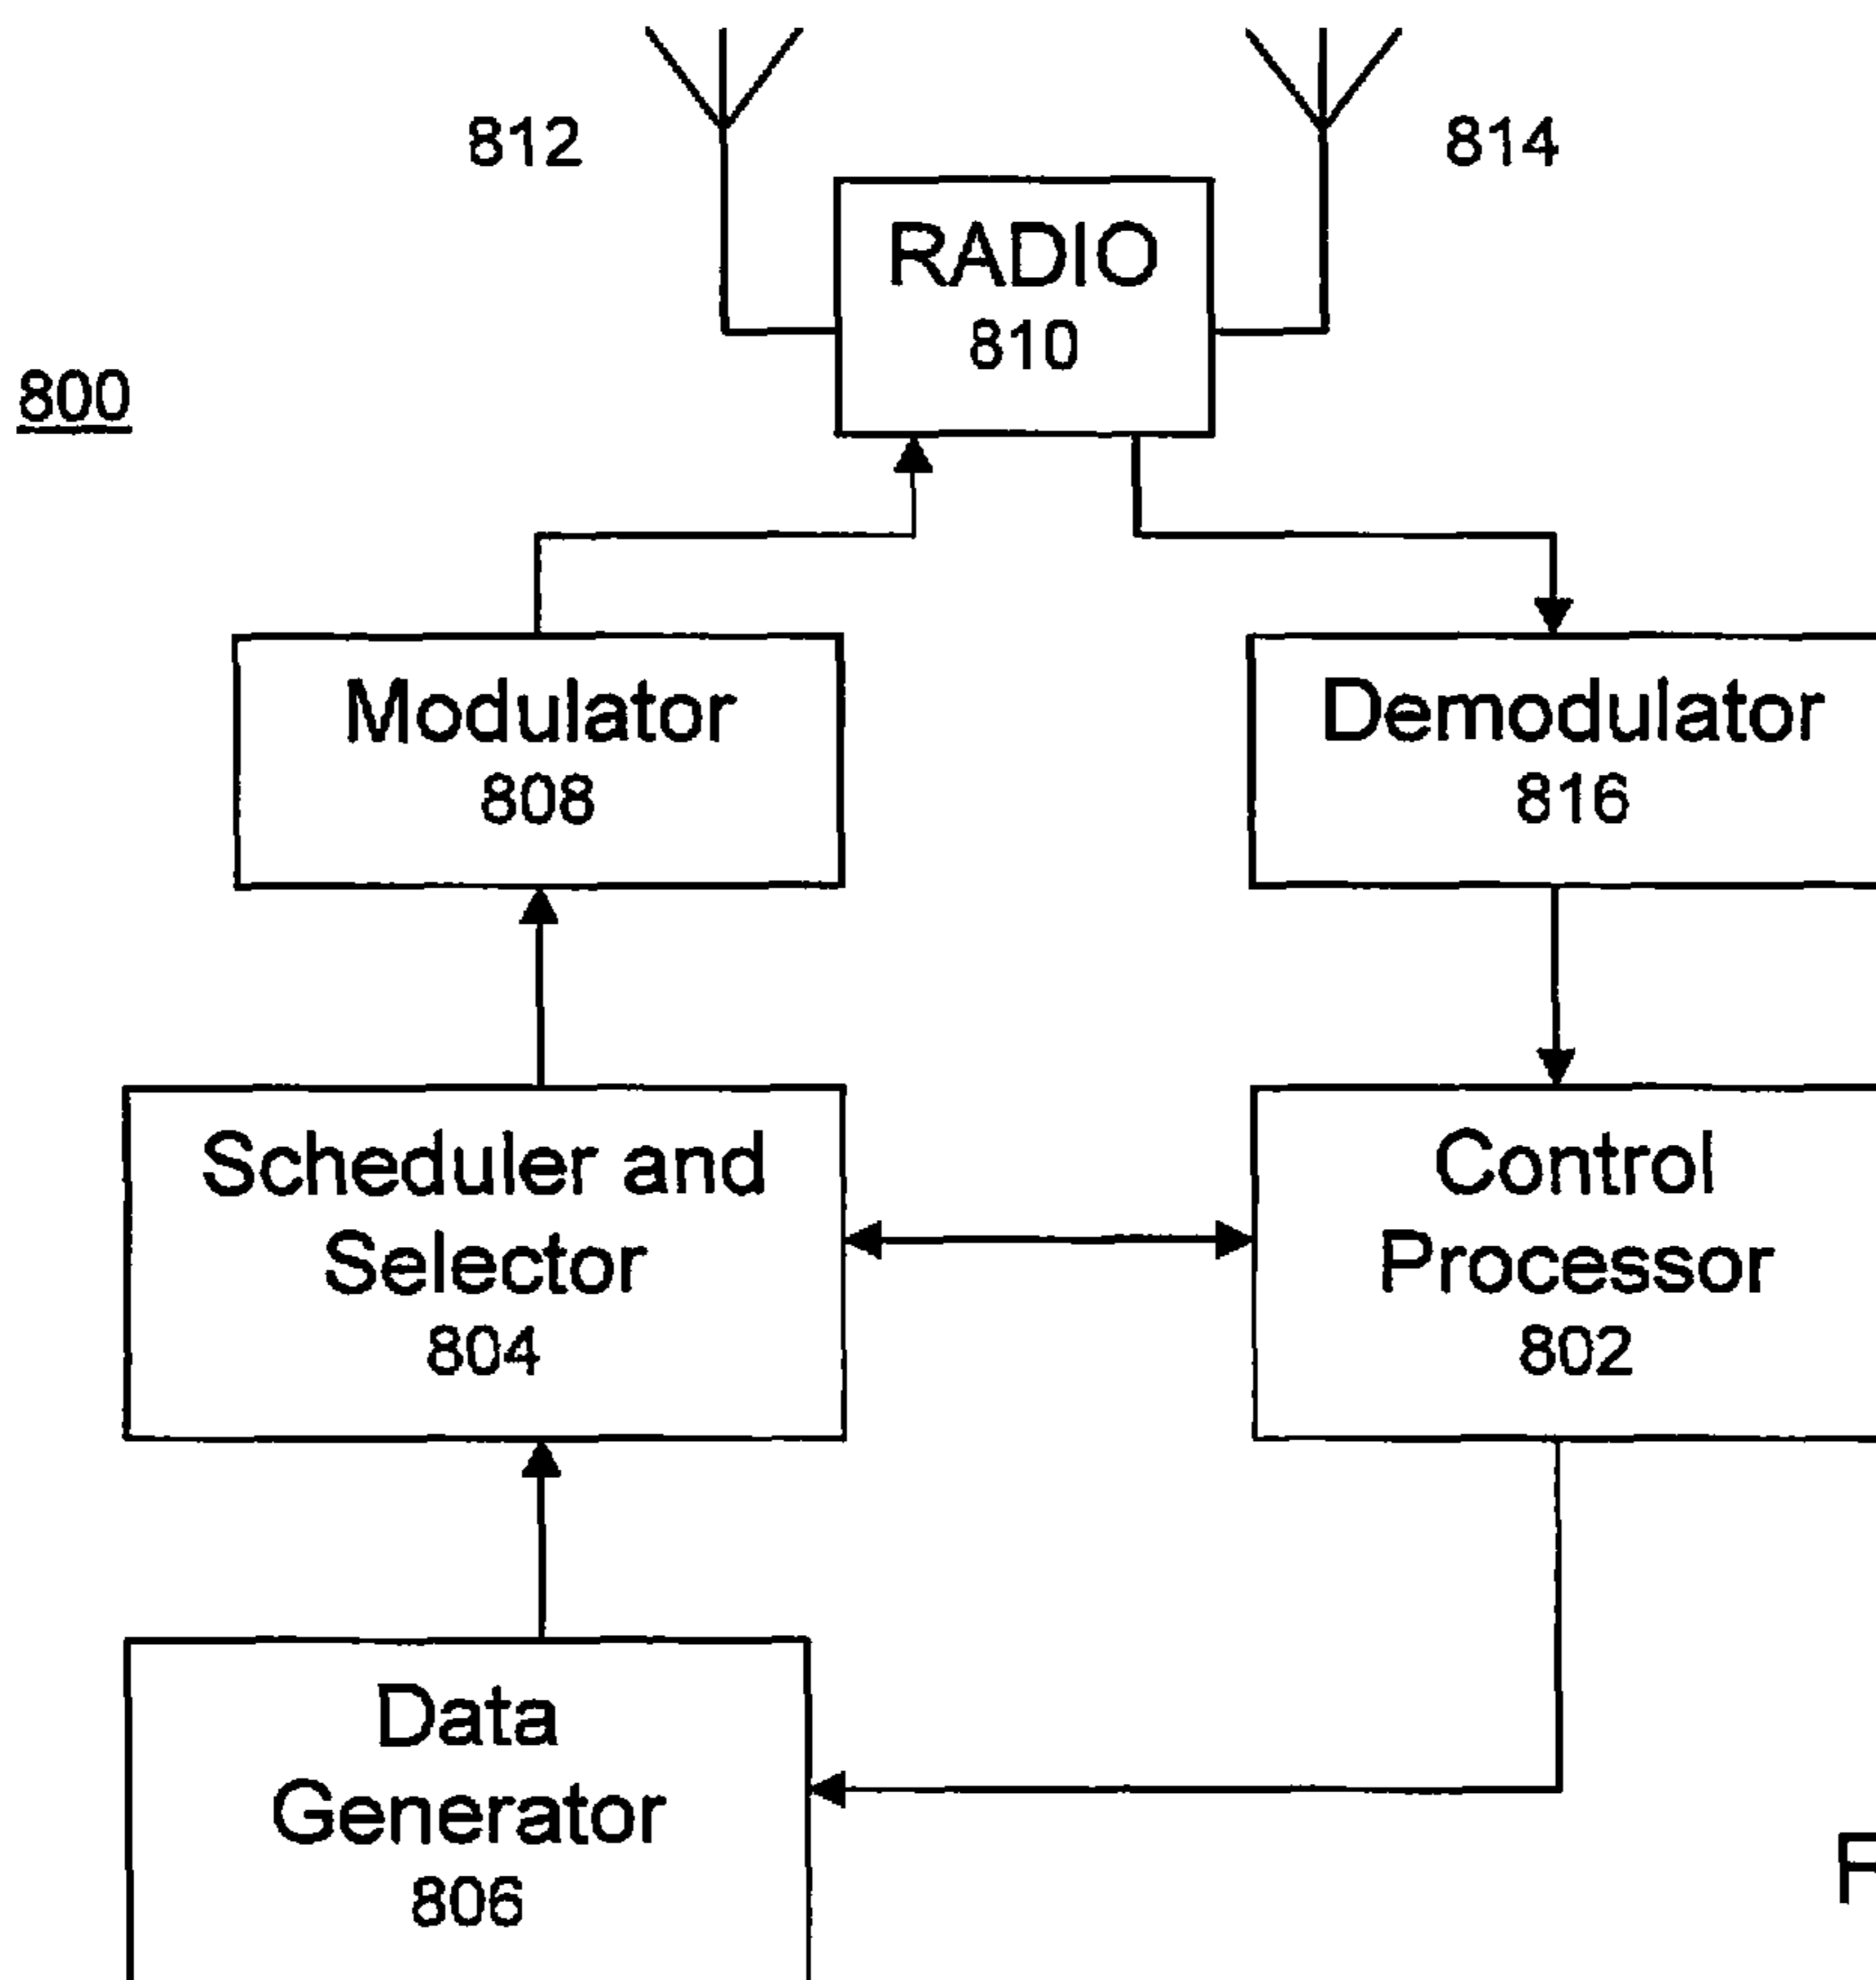 812
814
RADIO
810
800
Modulator
808
Demodulator
816
Scheduler and
Selector
804
Control
Processor
802
Data
Generator
806
F